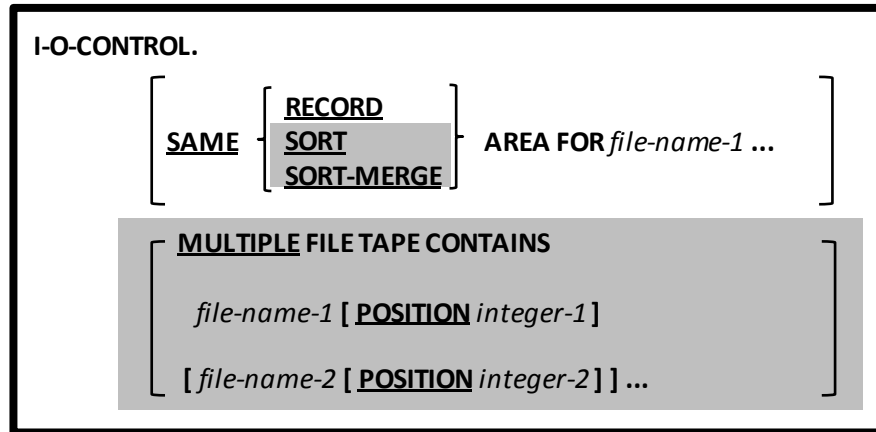 I-O-CONTROL.
RECORD
SAME SORT AREA FOR file-name-1 ...
SORT-MERGE
MULTIPLE FILE TAPE CONTAINS
file-name-1 [ POSITION integer-1 ]
[ file-name-2 [ POSITION integer-2 ] ] ...